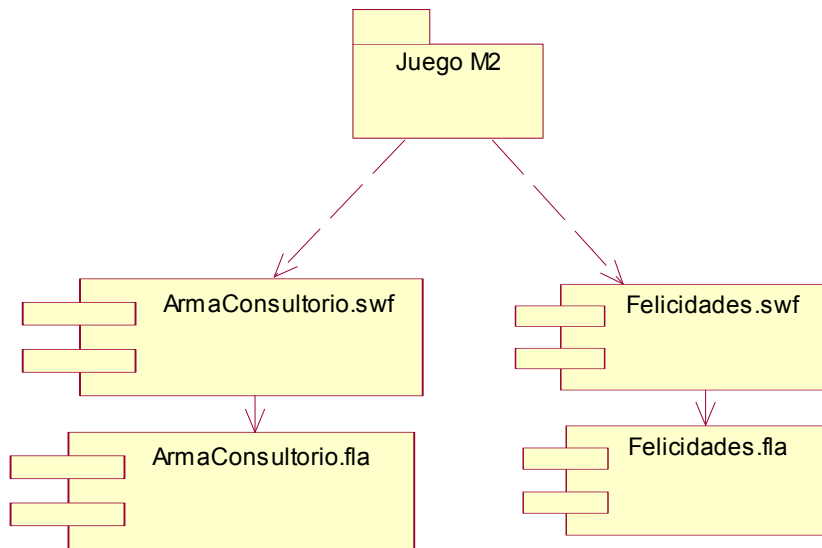 Juego M2
ArmaConsultorio.swf
Felicidades.swf
ArmaConsultorio.fla
Felicidades.fla